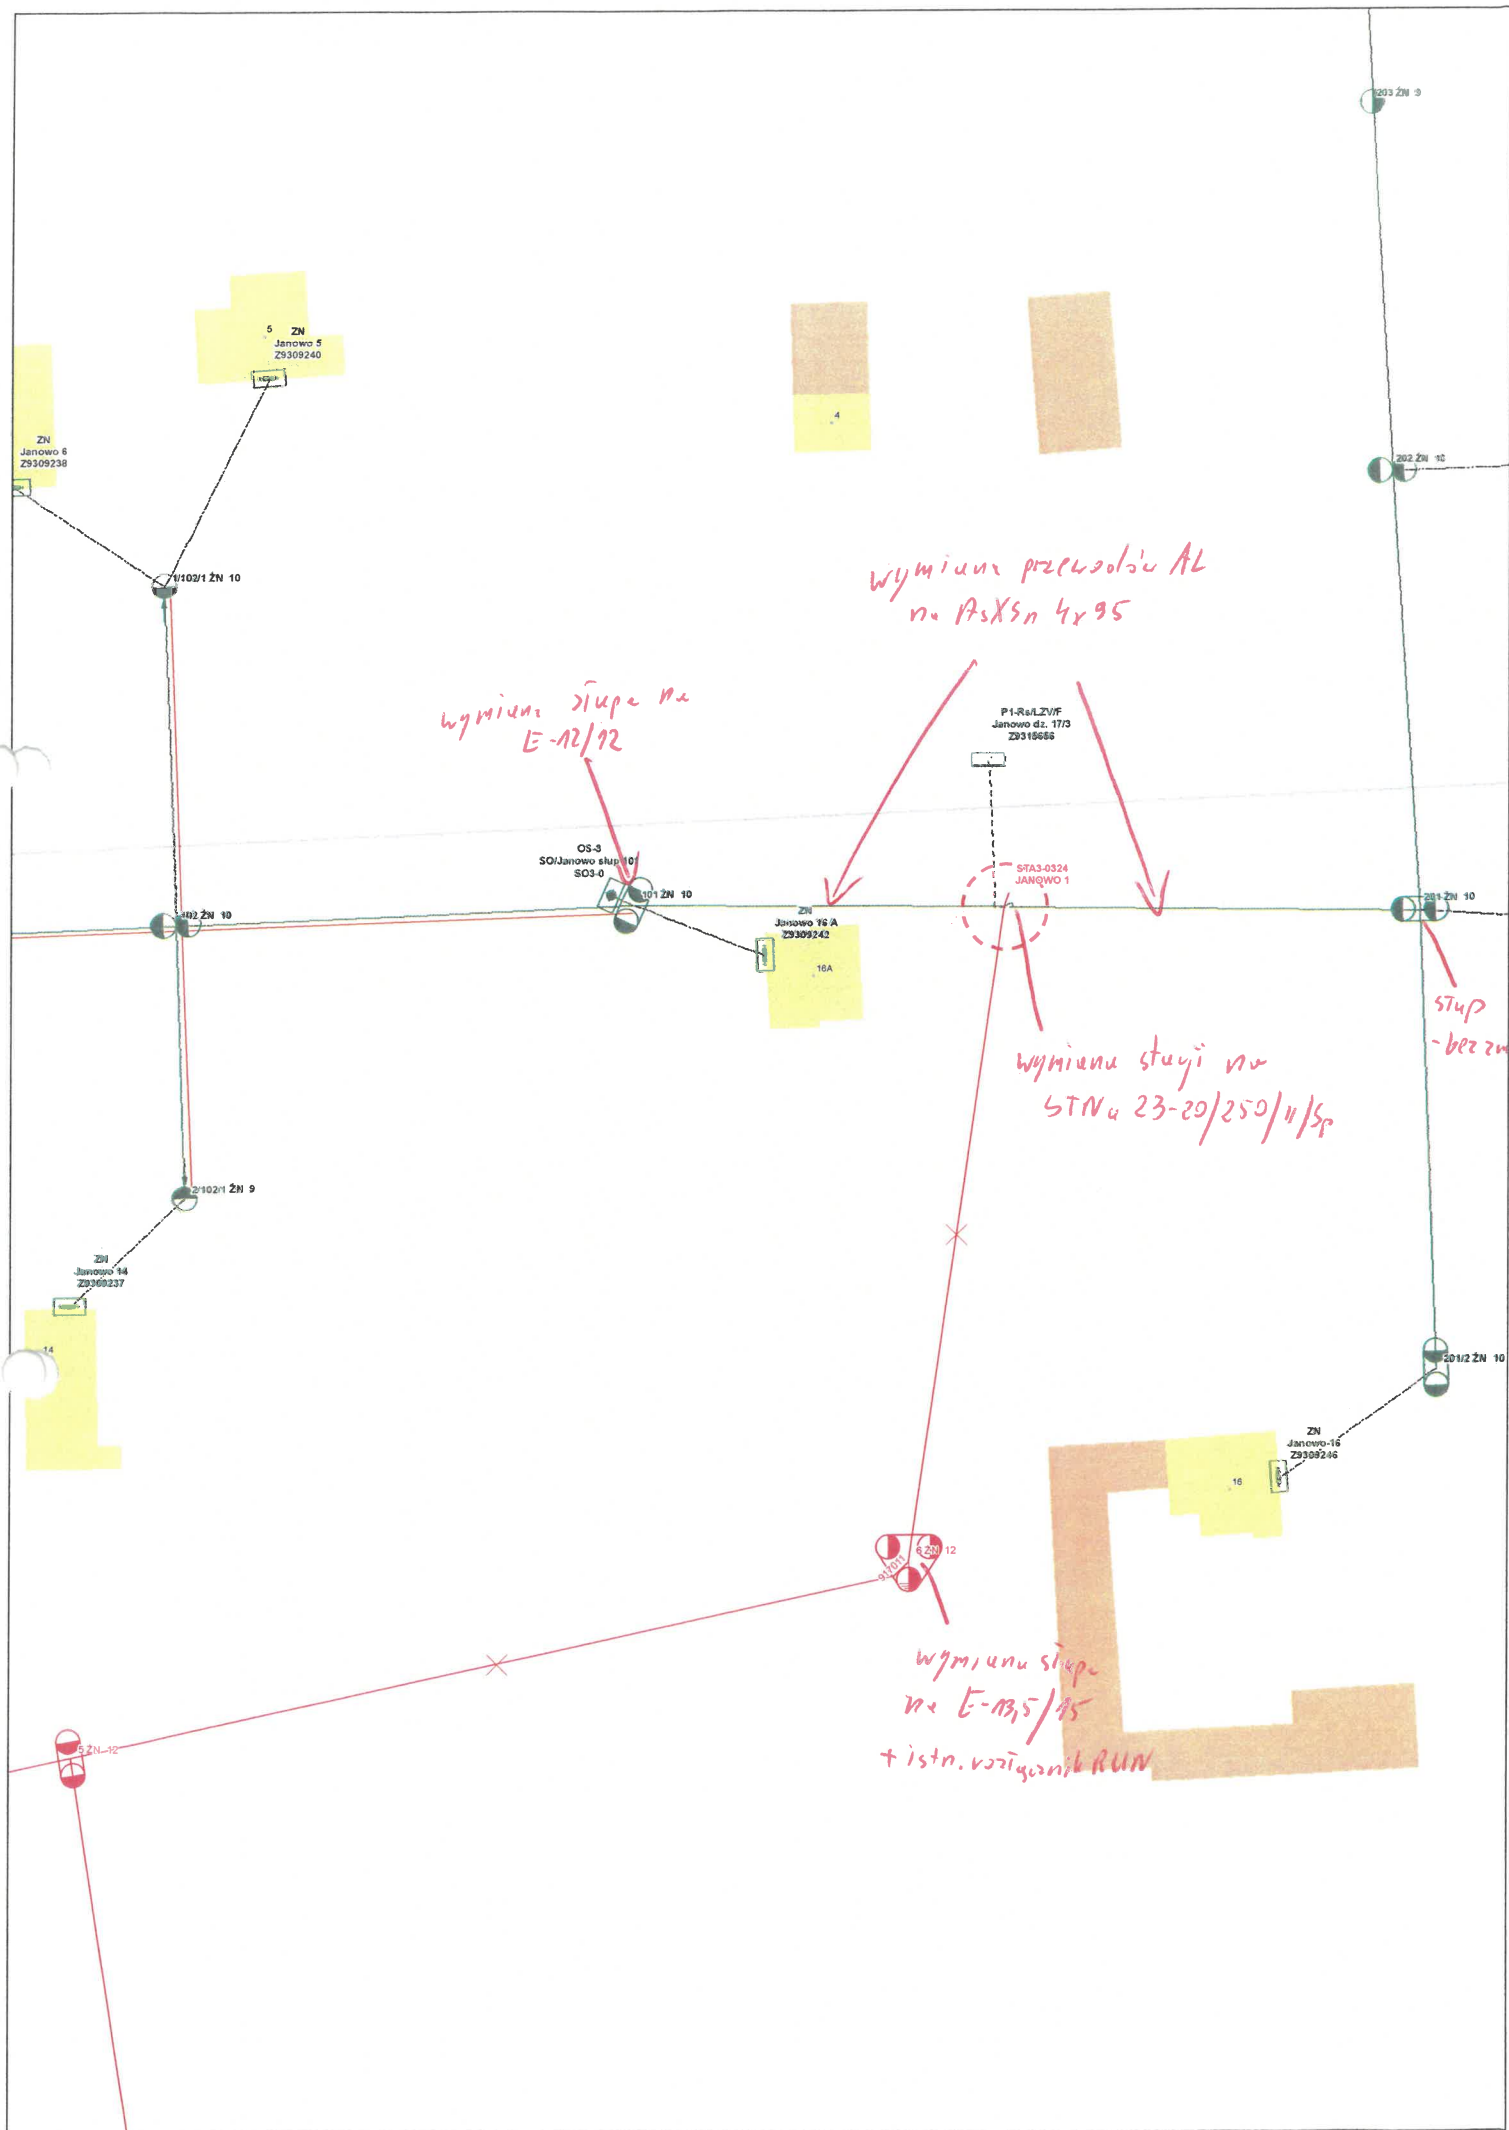 203 ŻN 9
5 ZN
Janowo 5
Z9309240
4
ZN
Janowo 6
Z9309238
202 ŻN 10
wymiana przewodów AL
na AsXSn 4x95
1/102/1 ŻN 10
wymiana słupa na
E-12/12
P1-Rs/LZV/F
Janowo dz. 17/3
Z9315656
OS-3
SO/Janowo słup 101
SO3-0
STA3-0324
JANOWO 1
101 ŻN 10
201 ŻN 10
102 ŻN 10
ZN
Janowo 16 A
Z9309242
16A
słup
wymiana stacji na
STNu 23-20/250/II/Sp
2/102/1 ŻN 9
ZN
Janowo 14
Z9309237
14
201/2 ŻN 10
ZN
Janowo-16
Z9309246
16
6 ŻN 12
917011
wymiana słupa
na E-13,5/15
+ istn. rozłącznik RUN
5 ŻN 12